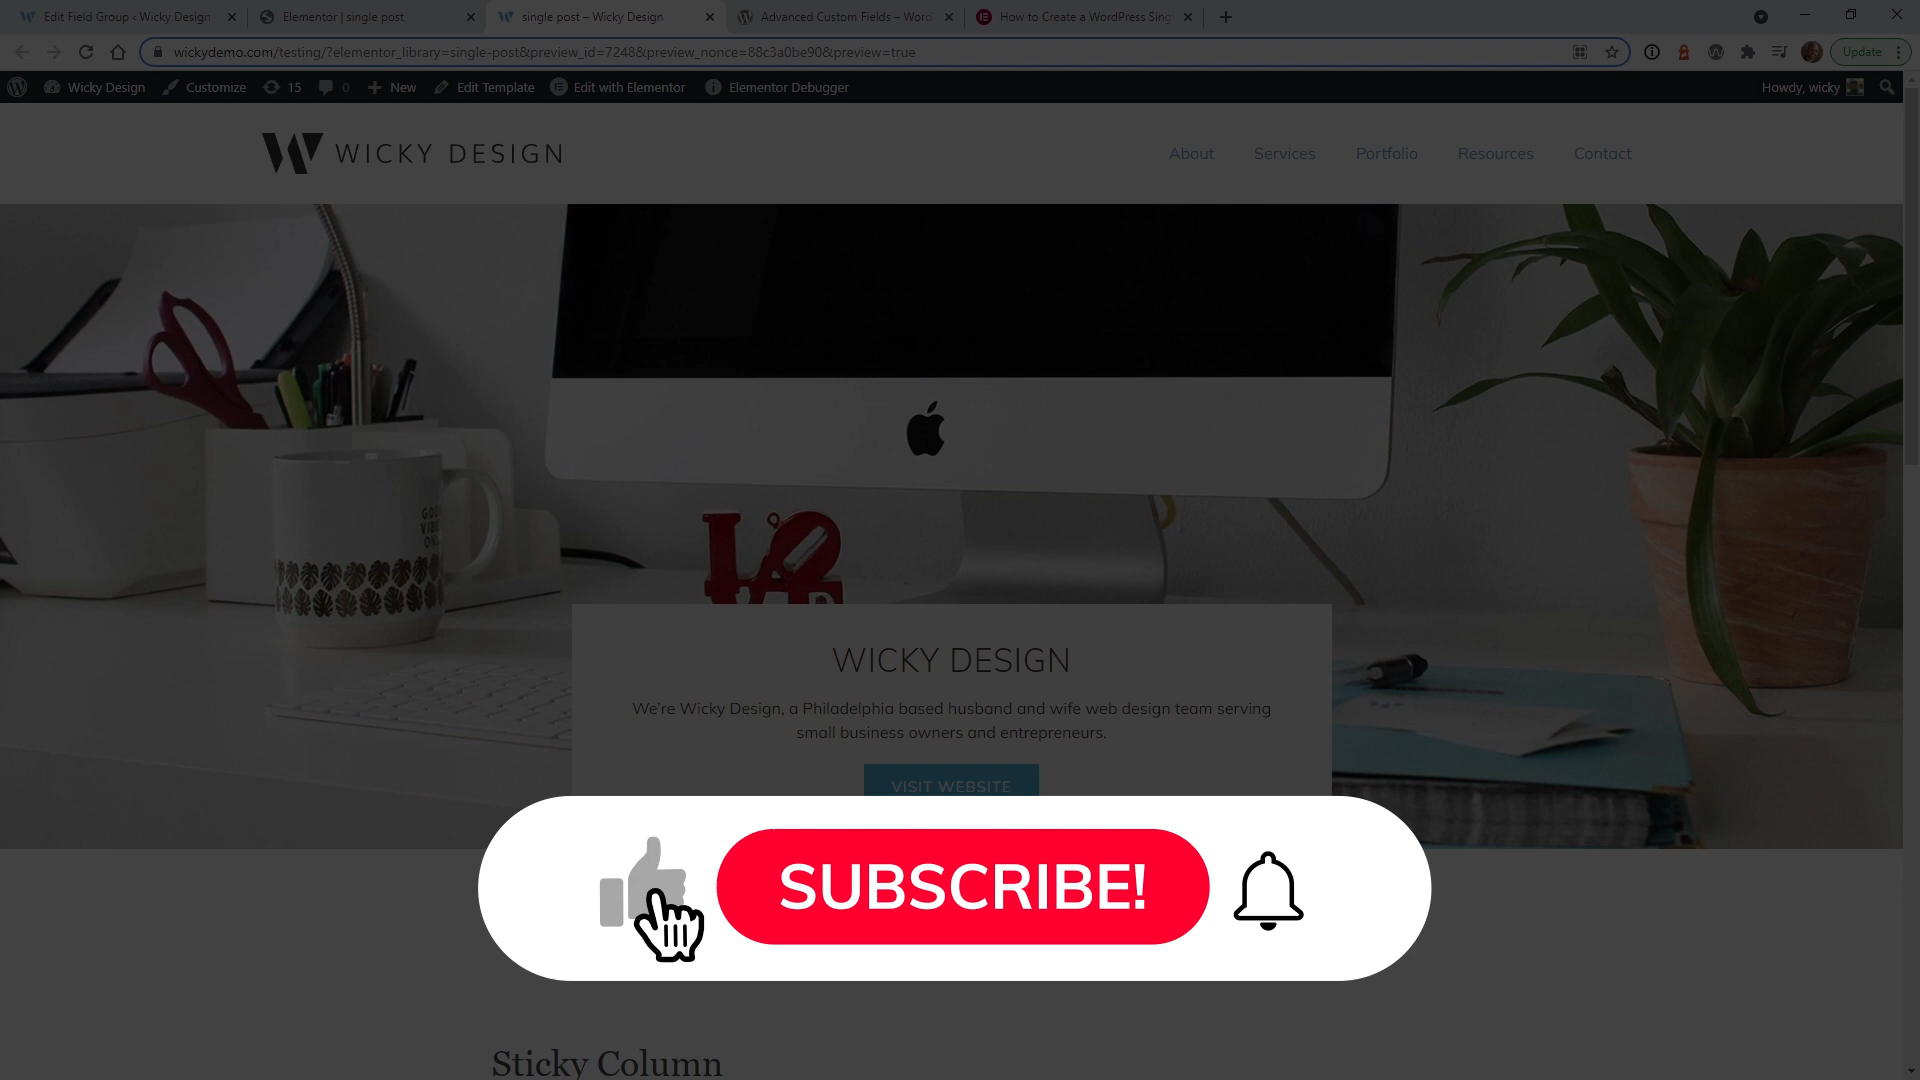 Edit Field Group ‹ Wicky Design
Elementor | single post
single post – Wicky Design
Advanced Custom Fields – Word
How to Create a WordPress Sing
wickydemo.com/testing/?elementor_library=single-post&preview_id=7248&preview_nonce=88c3a0be90&preview=true
Update
Wicky Design
Customize
15
0
New
Edit Template
Edit with Elementor
Elementor Debugger
Howdy, wicky
WICKY DESIGN
About
Services
Portfolio
Resources
Contact
WICKY DESIGN
We're Wicky Design, a Philadelphia based husband and wife web design team serving
small business owners and entrepreneurs.
VISIT WEBSITE
SUBSCRIBE!
Sticky Column